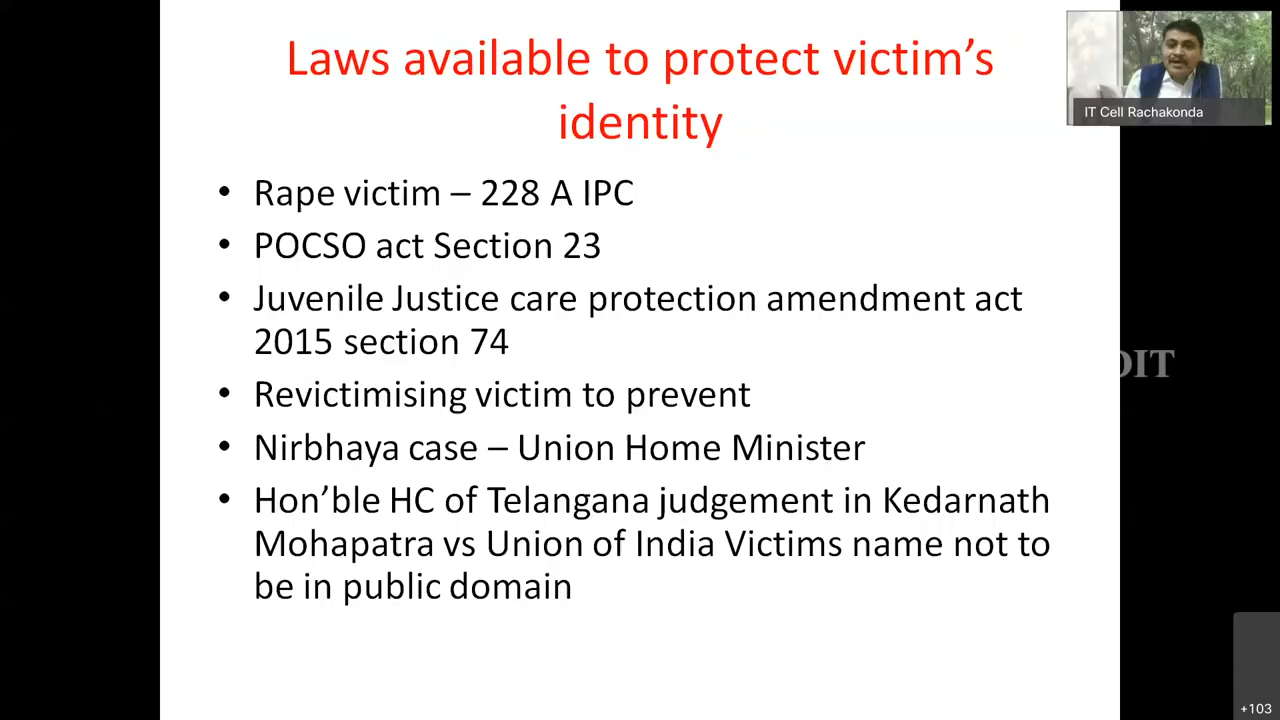 Laws available to protect victim’s
identity
IT Cell Rachakonda
• Rape victim – 228 A IPC
• POCSO act Section 23
• Juvenile Justice care protection amendment act
2015 section 74
• Revictimising victim to prevent
• Nirbhaya case – Union Home Minister
• Hon’ble HC of Telangana judgement in Kedarnath
Mohapatra vs Union of India Victims name not to
be in public domain
+103